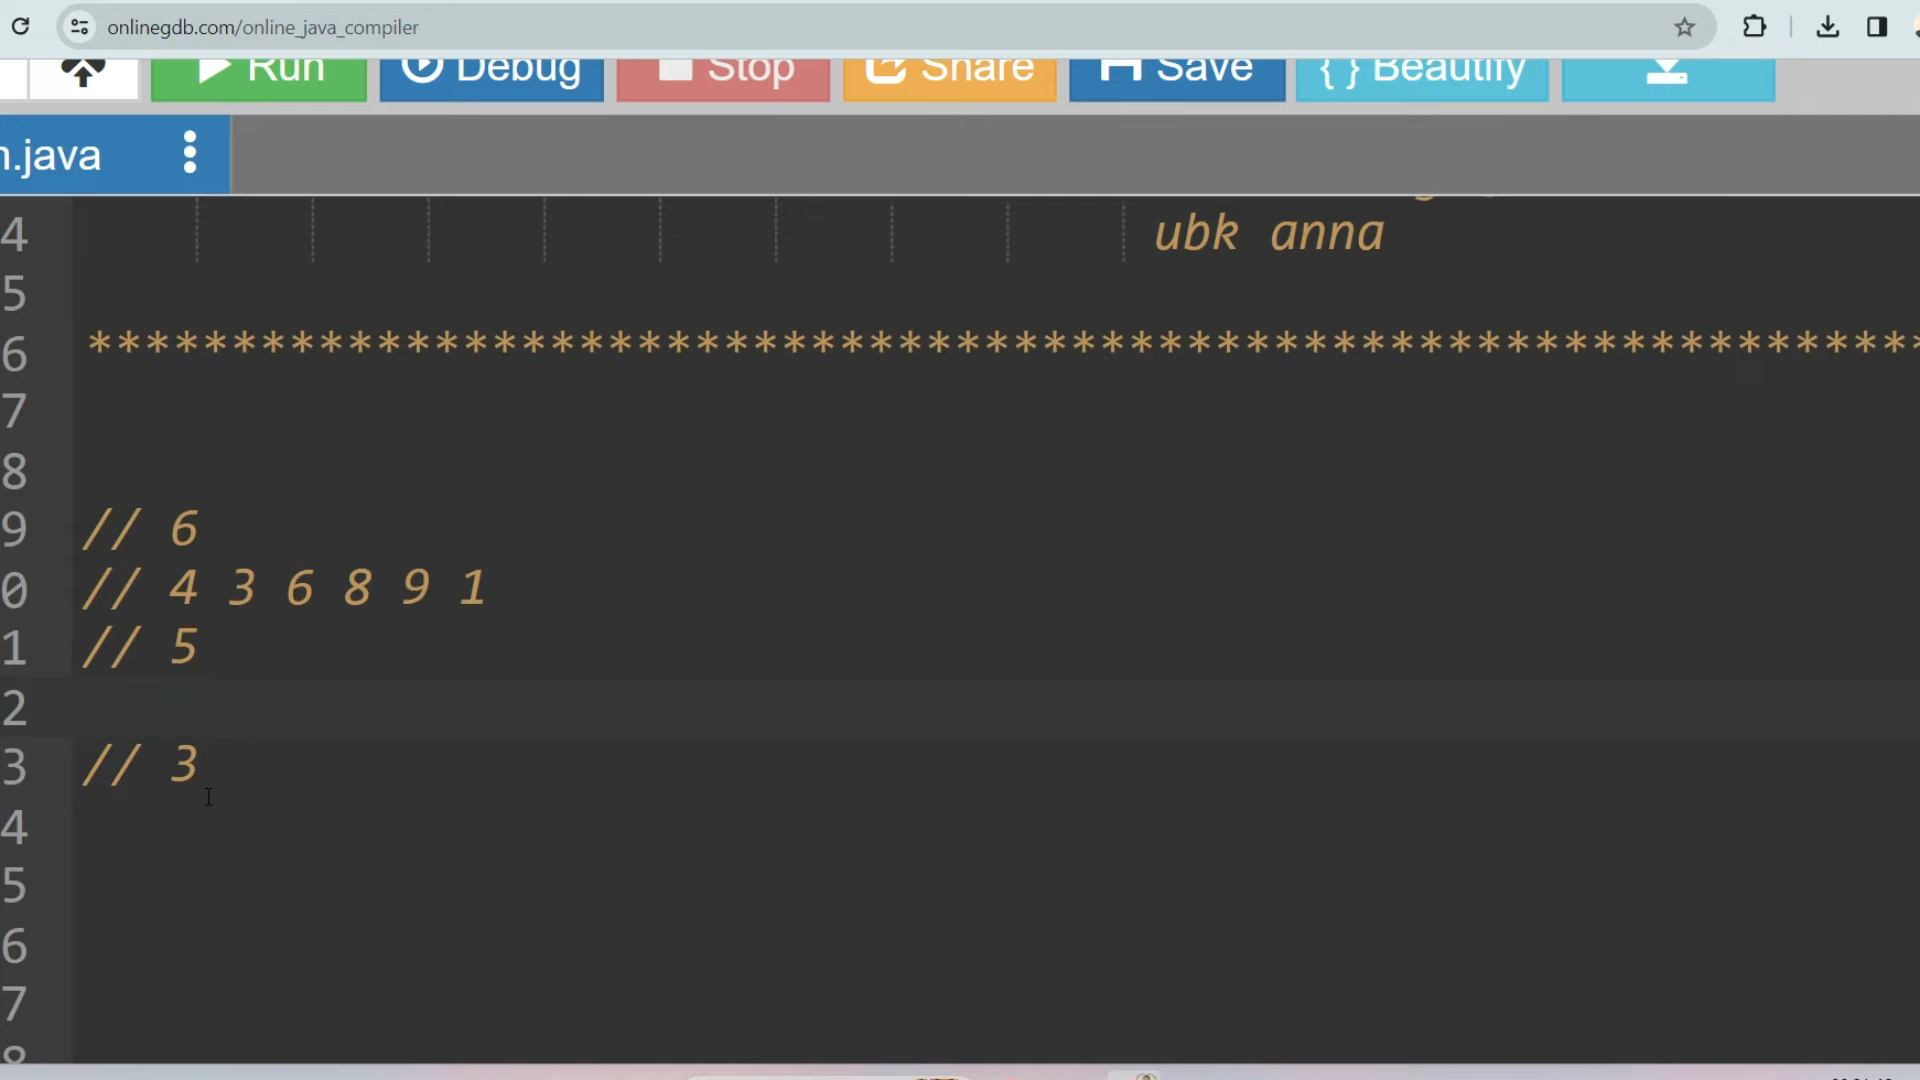 onlinegdb.com/online_java_compiler
Run Debug Stop Share Save { } Beautify
.java
4 ubk anna
5
6 ***************************************************************
7
8
9 // 6
0 // 4 3 6 8 9 1
1 // 5
2
3 // 3
4
5
6
7
8